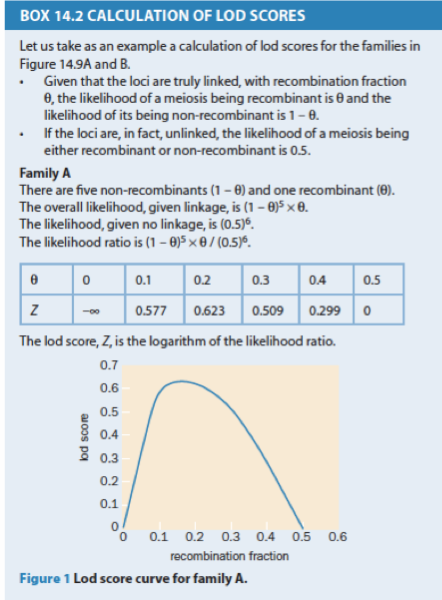 BOX 14.2 CALCULATION OF LOD SCORES
Let us take as an example a calculation of lod scores for the families in
Figure 14.9A and B.
• Given that the loci are truly linked, with recombination fraction
θ, the likelihood of a meiosis being recombinant is θ and the
likelihood of its being non-recombinant is 1 – θ.
• If the loci are, in fact, unlinked, the likelihood of a meiosis being
either recombinant or non-recombinant is 0.5.
Family A
There are five non-recombinants (1 – θ) and one recombinant (θ).
The overall likelihood, given linkage, is (1 – θ)⁵ × θ.
The likelihood, given no linkage, is (0.5)⁶.
The likelihood ratio is (1 – θ)⁵ × θ / (0.5)⁶.
θ 0 0.1 0.2 0.3 0.4 0.5
Z –∞ 0.577 0.623 0.509 0.299 0
The lod score, Z, is the logarithm of the likelihood ratio.
0.7
0.6
0.5
0.4
0.3
0.2
0.1
0
lod score
0 0.1 0.2 0.3 0.4 0.5 0.6
recombination fraction
Figure 1 Lod score curve for family A.